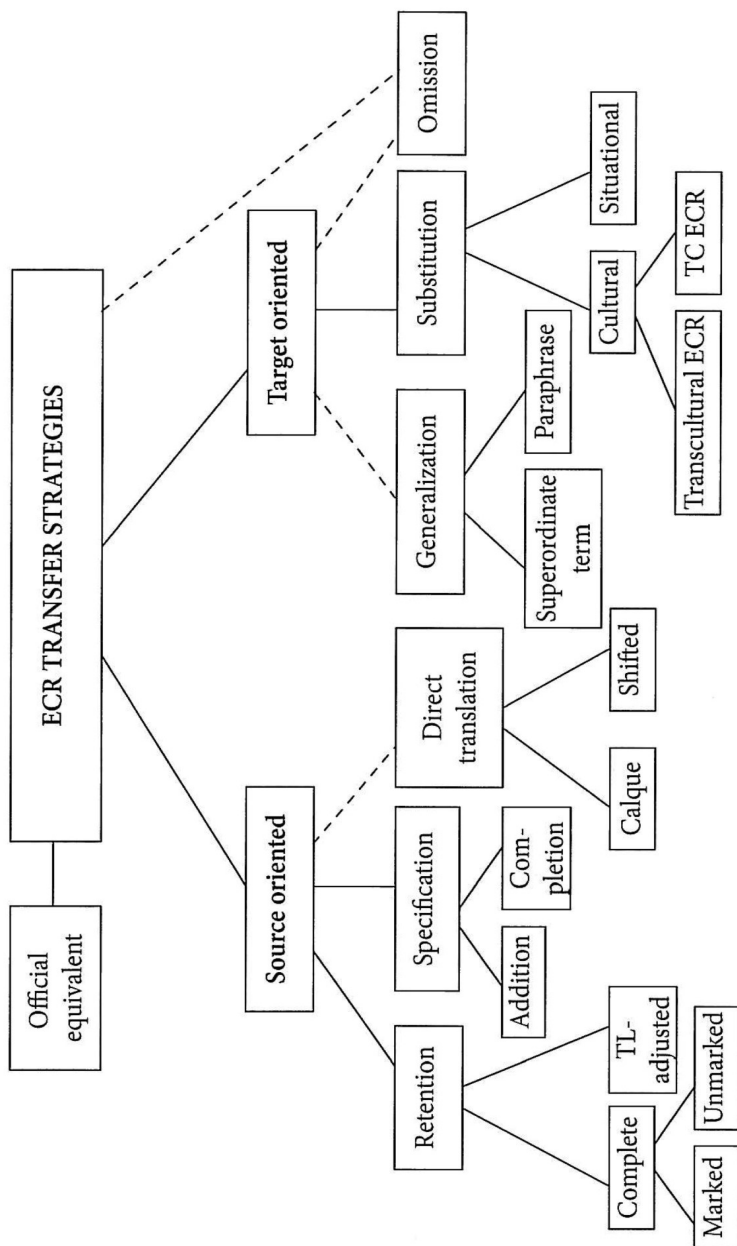 ECR TRANSFER STRATEGIES
Official
equivalent
Source oriented
Target oriented
Retention
Specification
Direct
translation
Generalization
Substitution
Omission
Complete
TL-
adjusted
Addition
Com-
pletion
Calque
Shifted
Superordinate
term
Paraphrase
Cultural
Situational
Marked
Unmarked
Transcultural ECR
TC ECR